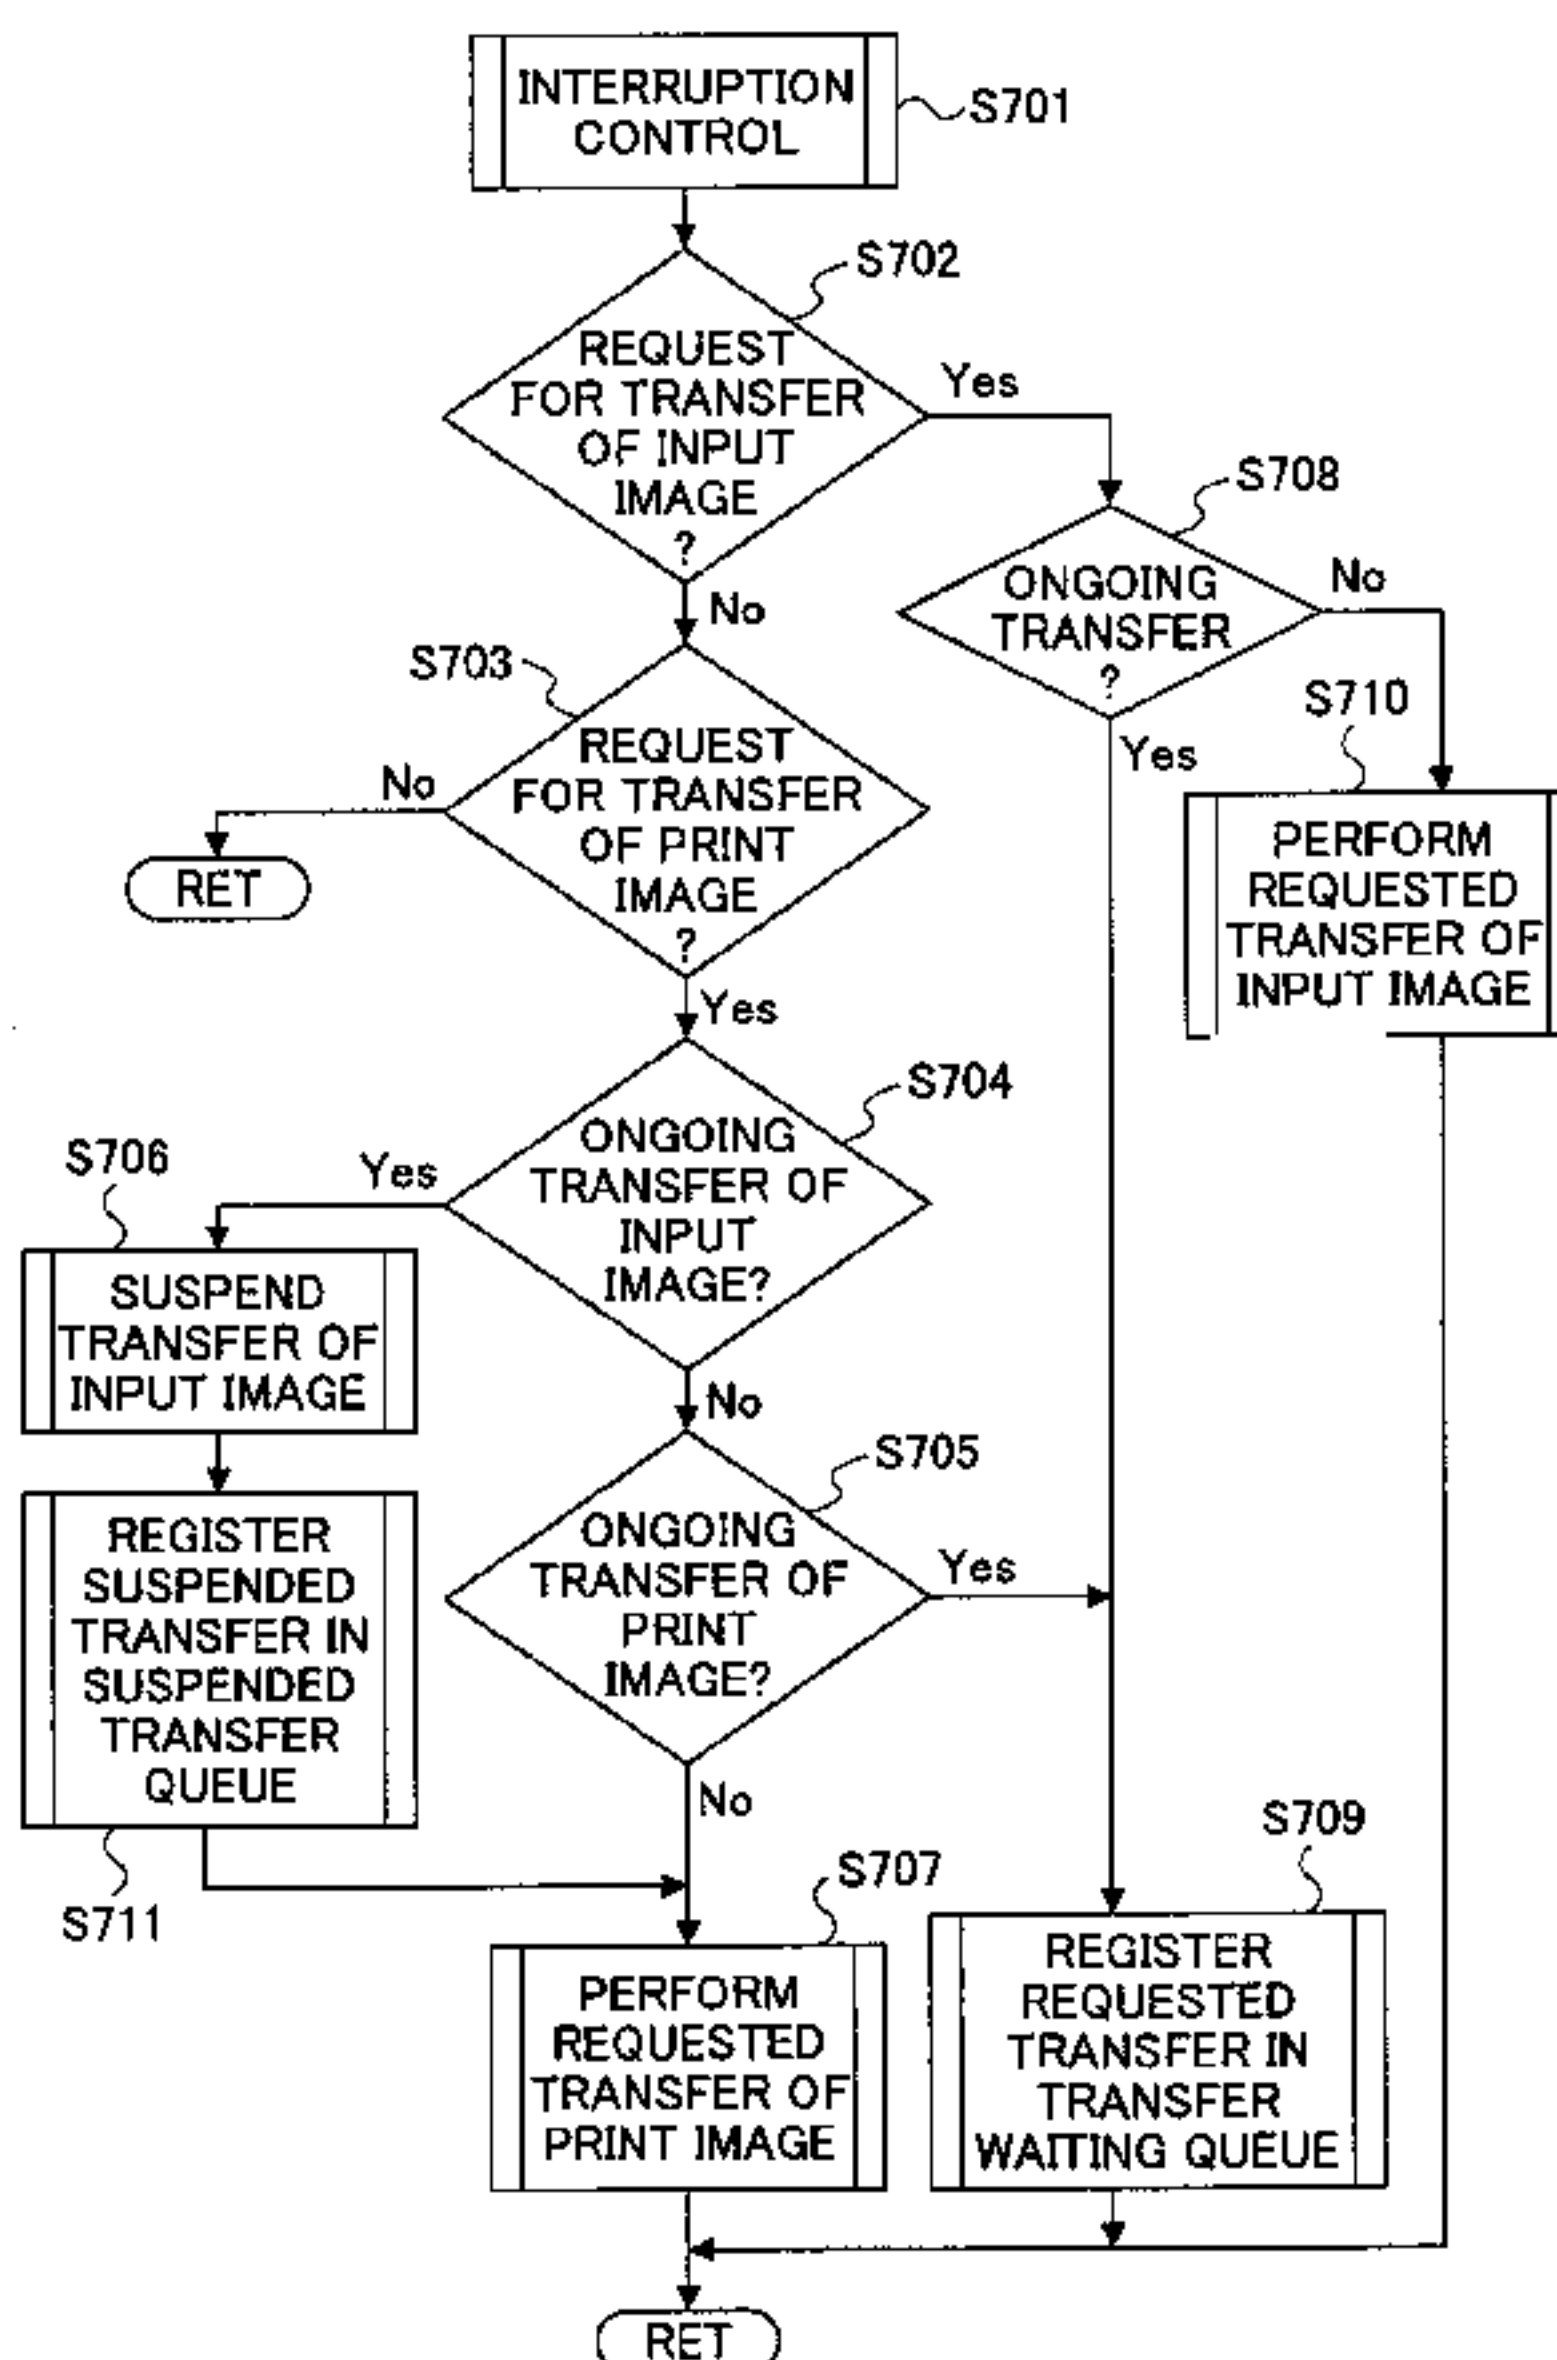 INTERRUPTION
CONTROL
S701
S702
REQUEST
FOR TRANSFER
OF INPUT
IMAGE
?
Yes
No
S708
ONGOING
TRANSFER
?
No
Yes
S703
REQUEST
FOR TRANSFER
OF PRINT
IMAGE
?
No
RET
Yes
S710
PERFORM
REQUESTED
TRANSFER OF
INPUT IMAGE
S704
ONGOING
TRANSFER OF
INPUT
IMAGE?
Yes
No
S706
SUSPEND
TRANSFER OF
INPUT IMAGE
S705
ONGOING
TRANSFER OF
PRINT
IMAGE?
Yes
No
REGISTER
SUSPENDED
TRANSFER IN
SUSPENDED
TRANSFER
QUEUE
S711
S707
PERFORM
REQUESTED
TRANSFER OF
PRINT IMAGE
S709
REGISTER
REQUESTED
TRANSFER IN
TRANSFER
WAITING QUEUE
RET